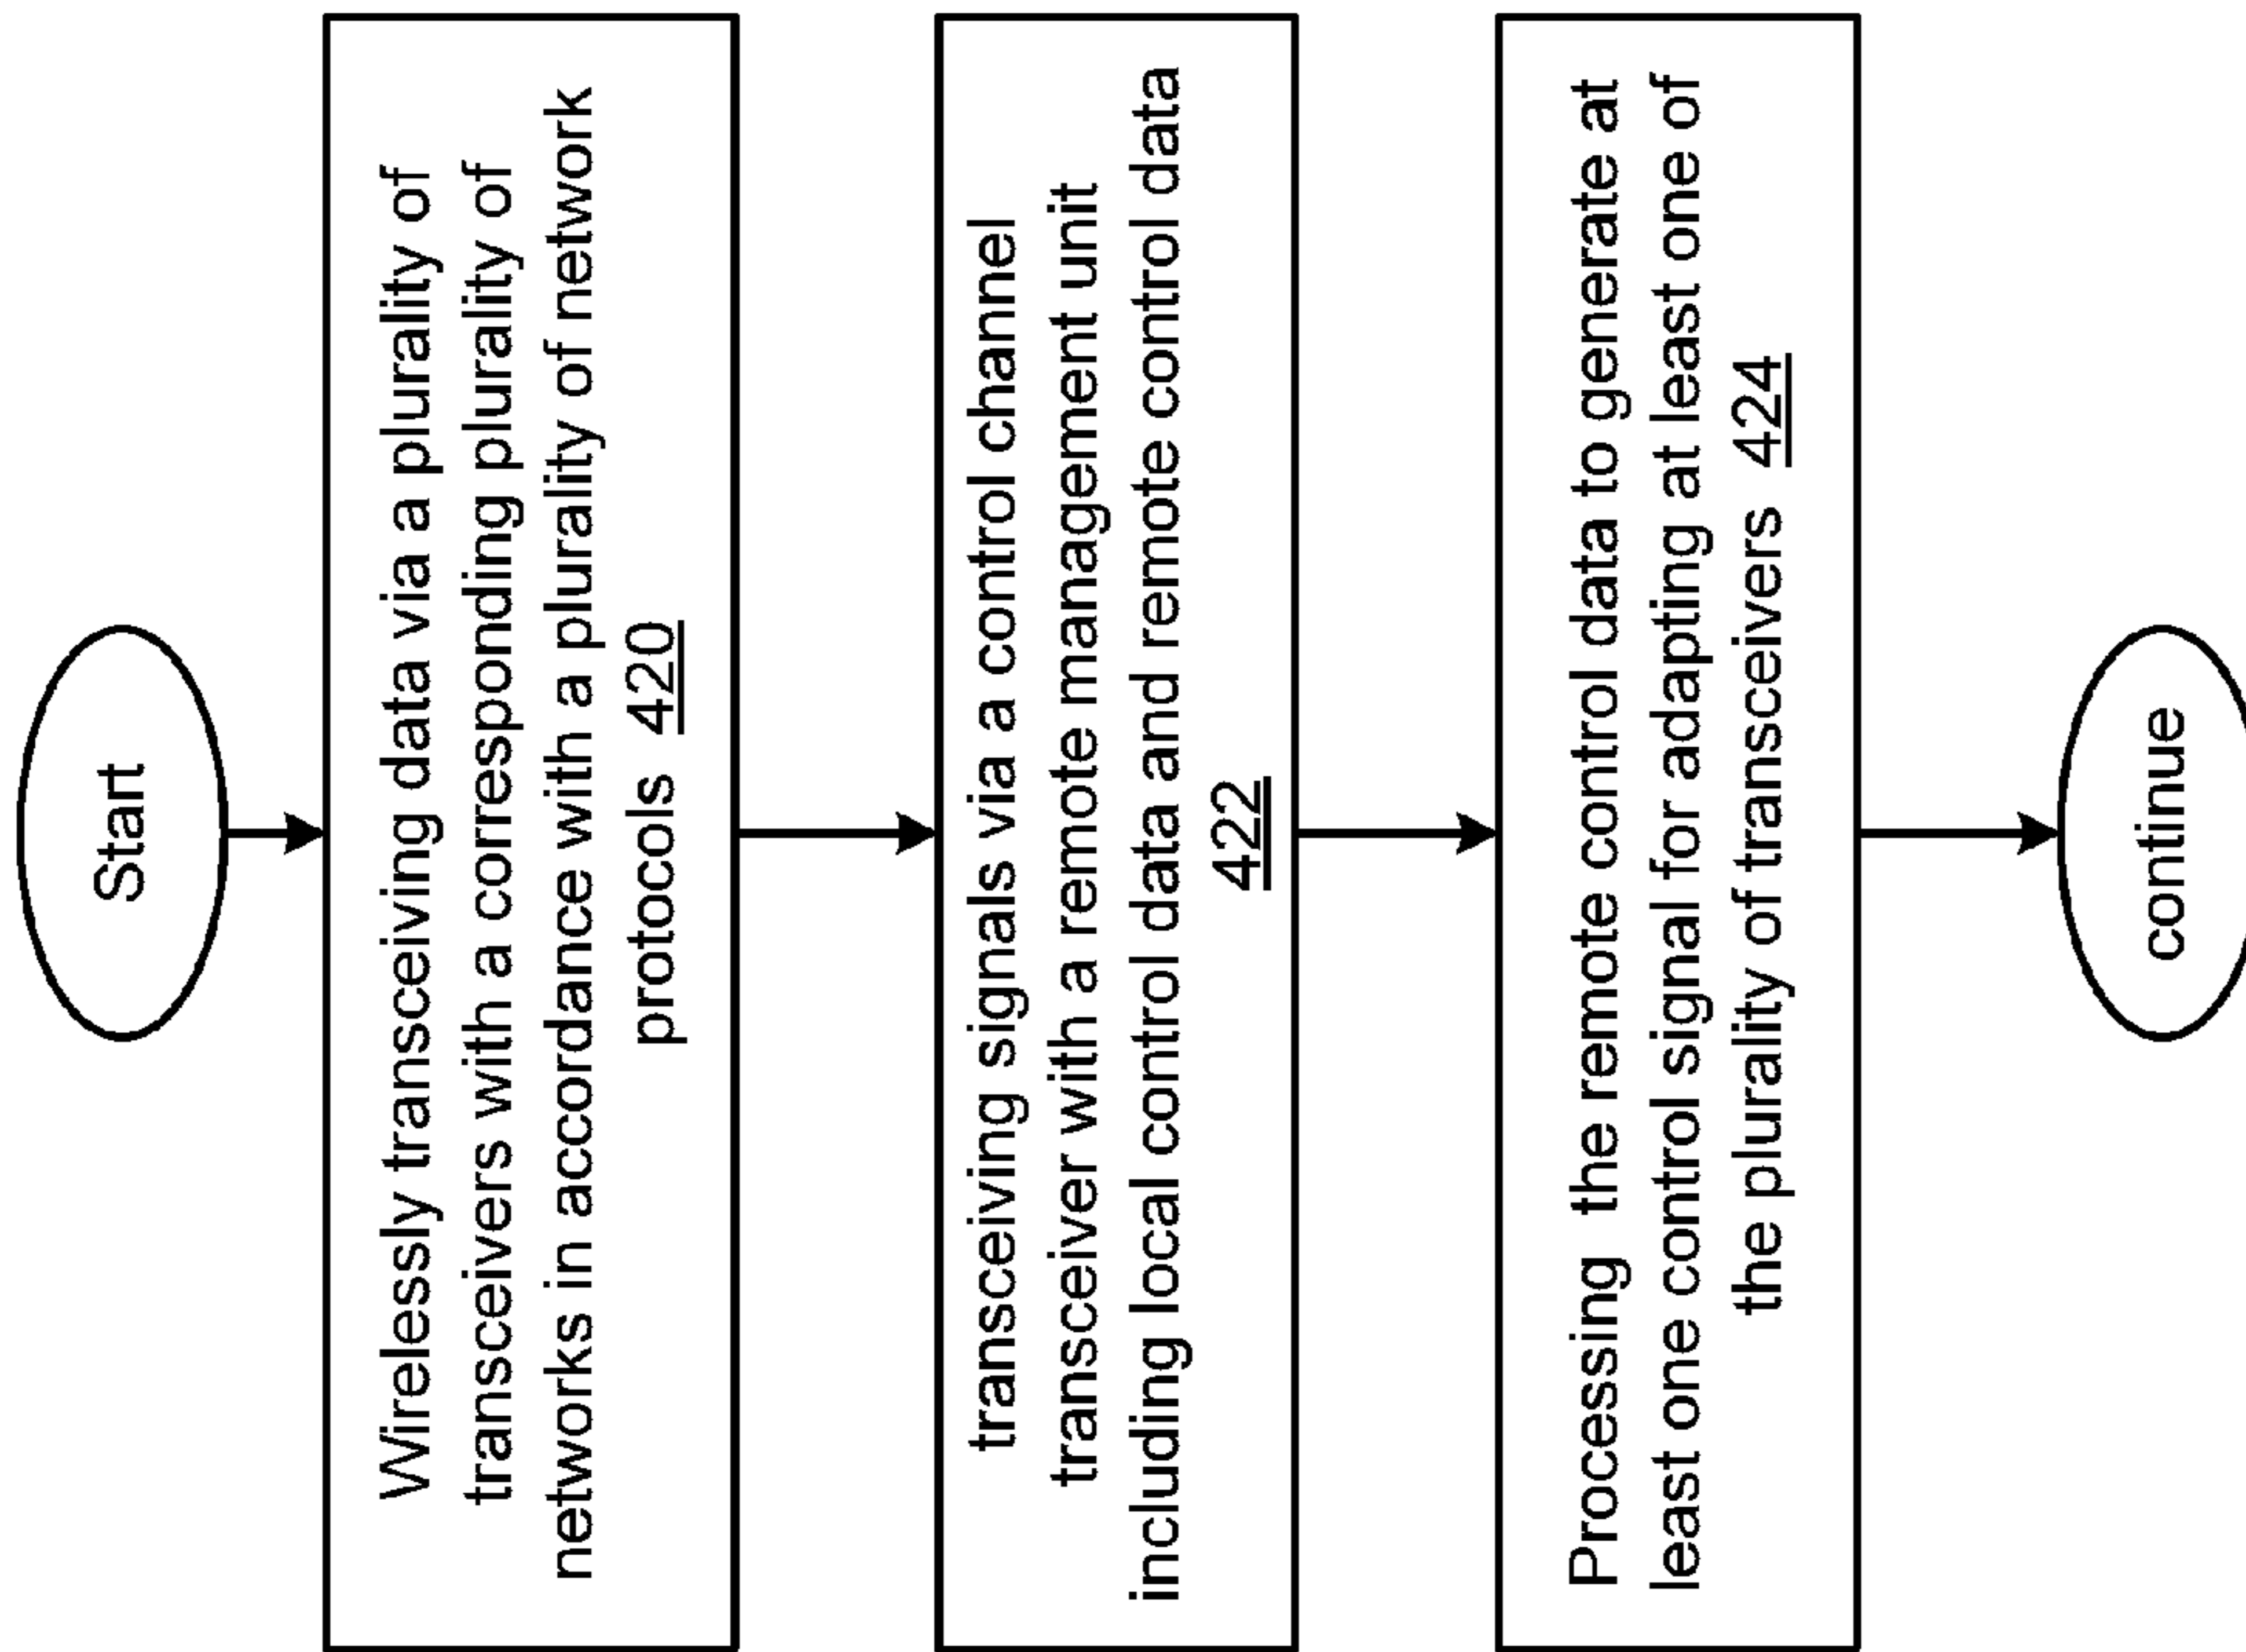 Start
Wirelessly transceiving data via a plurality of
transceivers with a corresponding plurality of
networks in accordance with a plurality of network
protocols 420
transceiving signals via a control channel
transceiver with a remote management unit
including local control data and remote control data
422
Processing the remote control data to generate at
least one control signal for adapting at least one of
the plurality of transceivers 424
continue